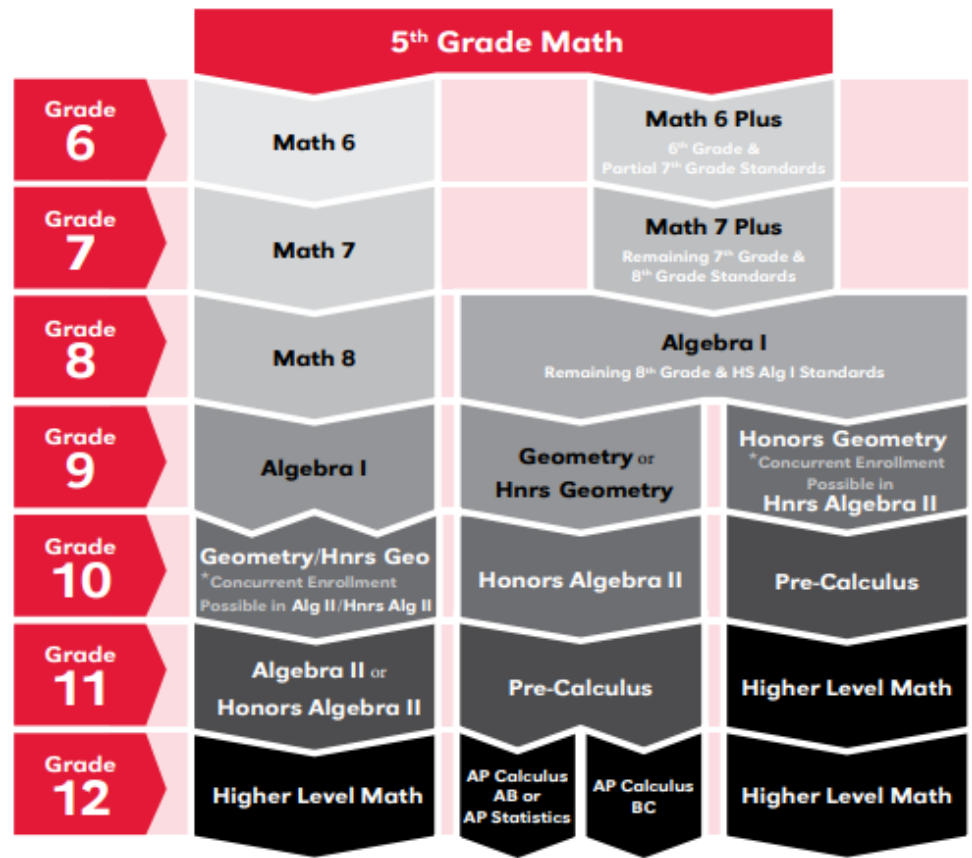 5th Grade Math
Grade
6
Math 6
Math 6 Plus
6th Grade &
Partial 7th Grade Standards
Grade
7
Math 7
Math 7 Plus
Remaining 7th Grade &
8th Grade Standards
Grade
8
Math 8
Algebra I
Remaining 8th Grade & HS Alg I Standards
Grade
9
Algebra I
Geometry or
Hnrs Geometry
Honors Geometry
*Concurrent Enrollment
Possible in
Hnrs Algebra II
Grade
10
Geometry/Hnrs Geo
*Concurrent Enrollment
Possible in Alg II/Hnrs Alg II
Honors Algebra II
Pre-Calculus
Grade
11
Algebra II or
Honors Algebra II
Pre-Calculus
Higher Level Math
Grade
12
Higher Level Math
AP Calculus
AB or
AP Statistics
AP Calculus
BC
Higher Level Math